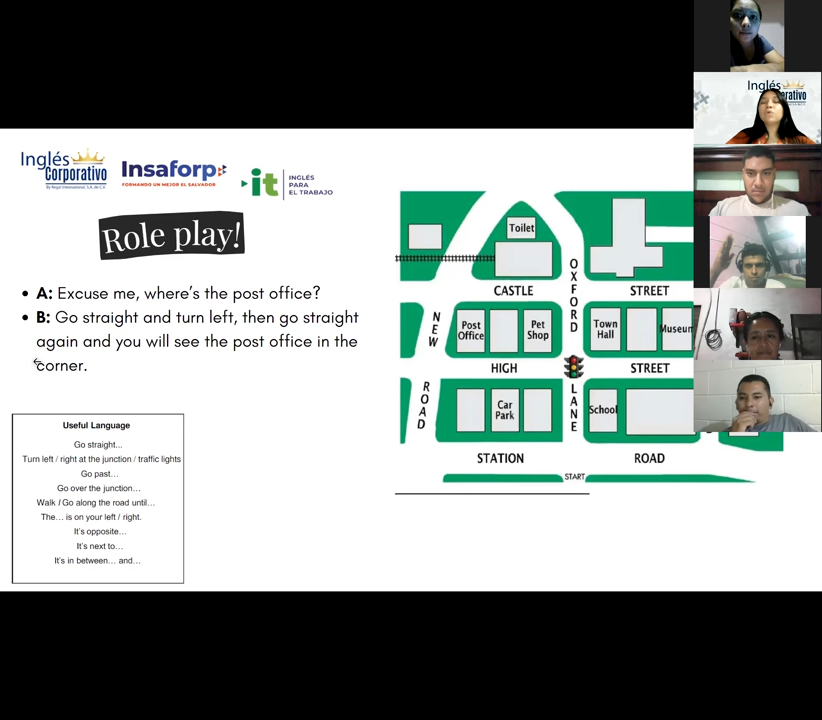 Inglés
Corporativo
By Regal International, S.A. de C.V.
Insaforp
FORMANDO UN MEJOR EL SALVADOR
it
INGLÉS
PARA
EL TRABAJO
Role play!
A: Excuse me, where's the post office?
B: Go straight and turn left, then go straight
again and you will see the post office in the
corner.
Useful Language
Go straight...
Turn left / right at the junction / traffic lights
Go past…
Go over the junction…
Walk / Go along the road until…
The… is on your left / right.
It's opposite…
It's next to…
It's in between… and…
Toilet
CASTLE
STREET
OXFORD
LANE
NEW
ROAD
Post
Office
Pet
Shop
Town
Hall
Museum
HIGH
STREET
Car
Park
School
STATION
ROAD
START
Inglés
orativo